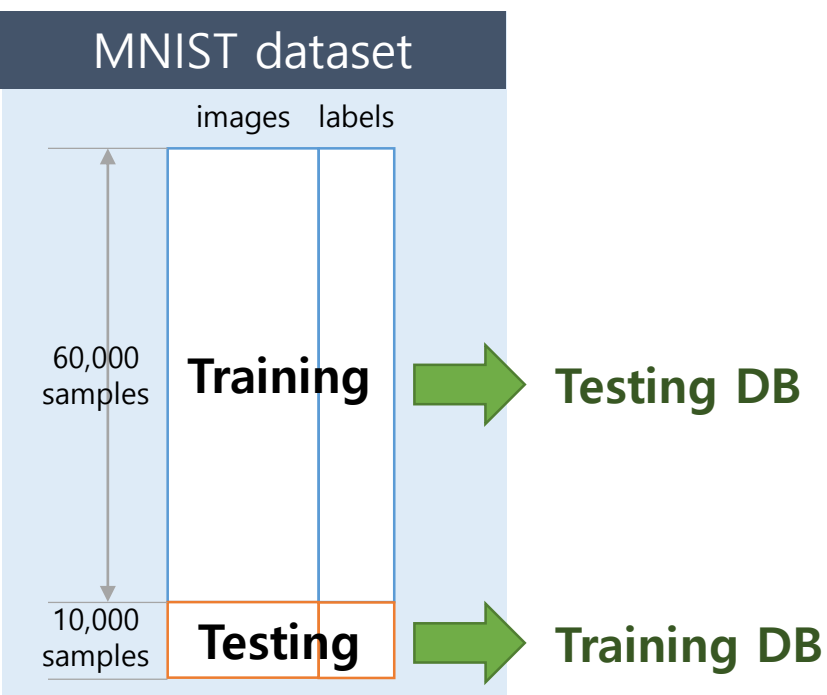 MNIST dataset
images labels
60,000
samples
Training
Testing DB
10,000
samples
Testing
Training DB